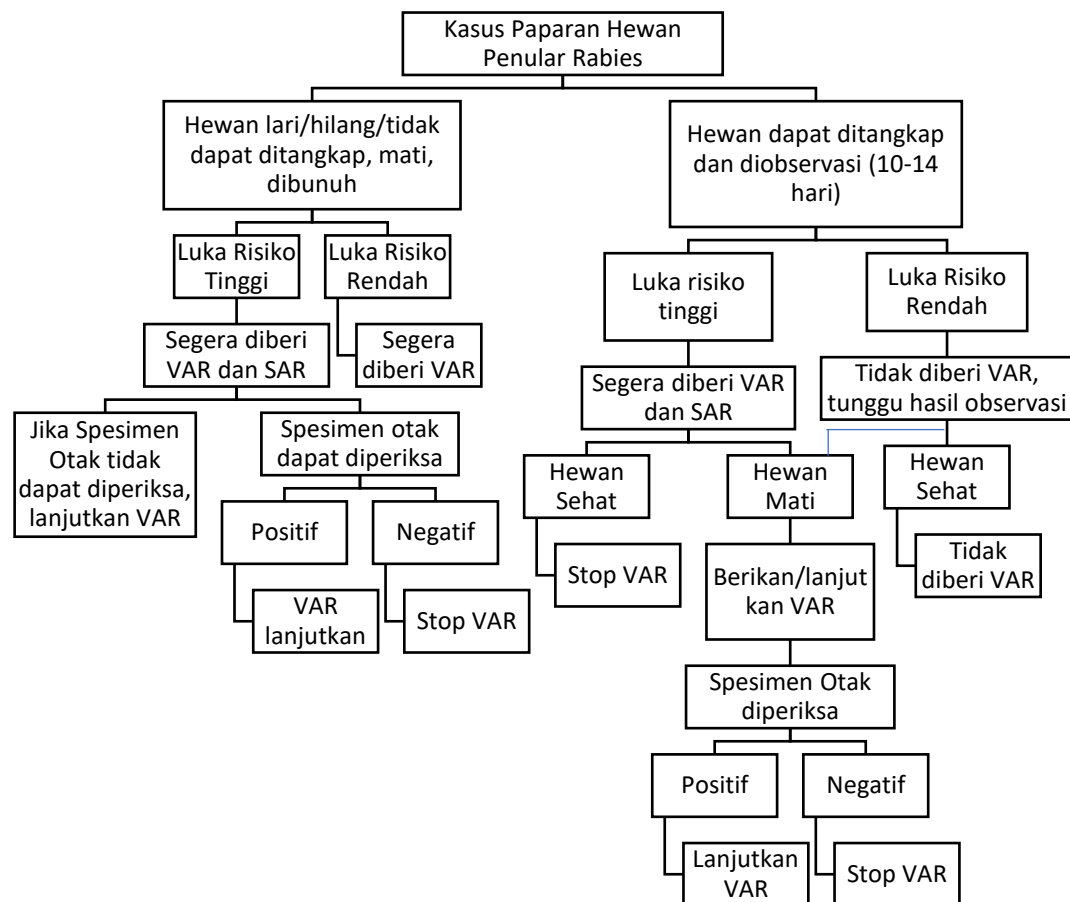 Kasus Paparan Hewan
Penular Rabies
Hewan lari/hilang/tidak
dapat ditangkap, mati,
dibunuh
Hewan dapat ditangkap
dan diobservasi (10-14
hari)
Luka Risiko
Tinggi
Luka Risiko
Rendah
Luka risiko
tinggi
Luka Risiko
Rendah
Segera diberi
VAR dan SAR
Segera
diberi VAR
Segera diberi VAR
dan SAR
Tidak diberi VAR,
tunggu hasil observasi
Jika Spesimen
Otak tidak
dapat diperiksa,
lanjutkan VAR
Spesimen otak
dapat diperiksa
Hewan
Sehat
Hewan
Mati
Hewan
Sehat
Positif
Negatif
Stop VAR
Berikan/lanjut
kan VAR
Tidak
diberi VAR
VAR
lanjutkan
Stop VAR
Spesimen Otak
diperiksa
Positif
Negatif
Lanjutkan
VAR
Stop VAR